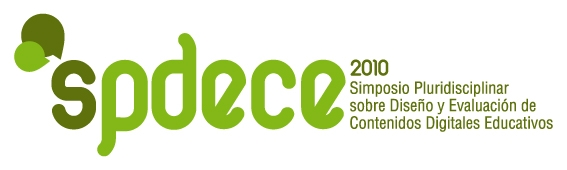 spdece
2010
Simposio Pluridisciplinar
sobre Diseño y Evaluación de
Contenidos Digitales Educativos